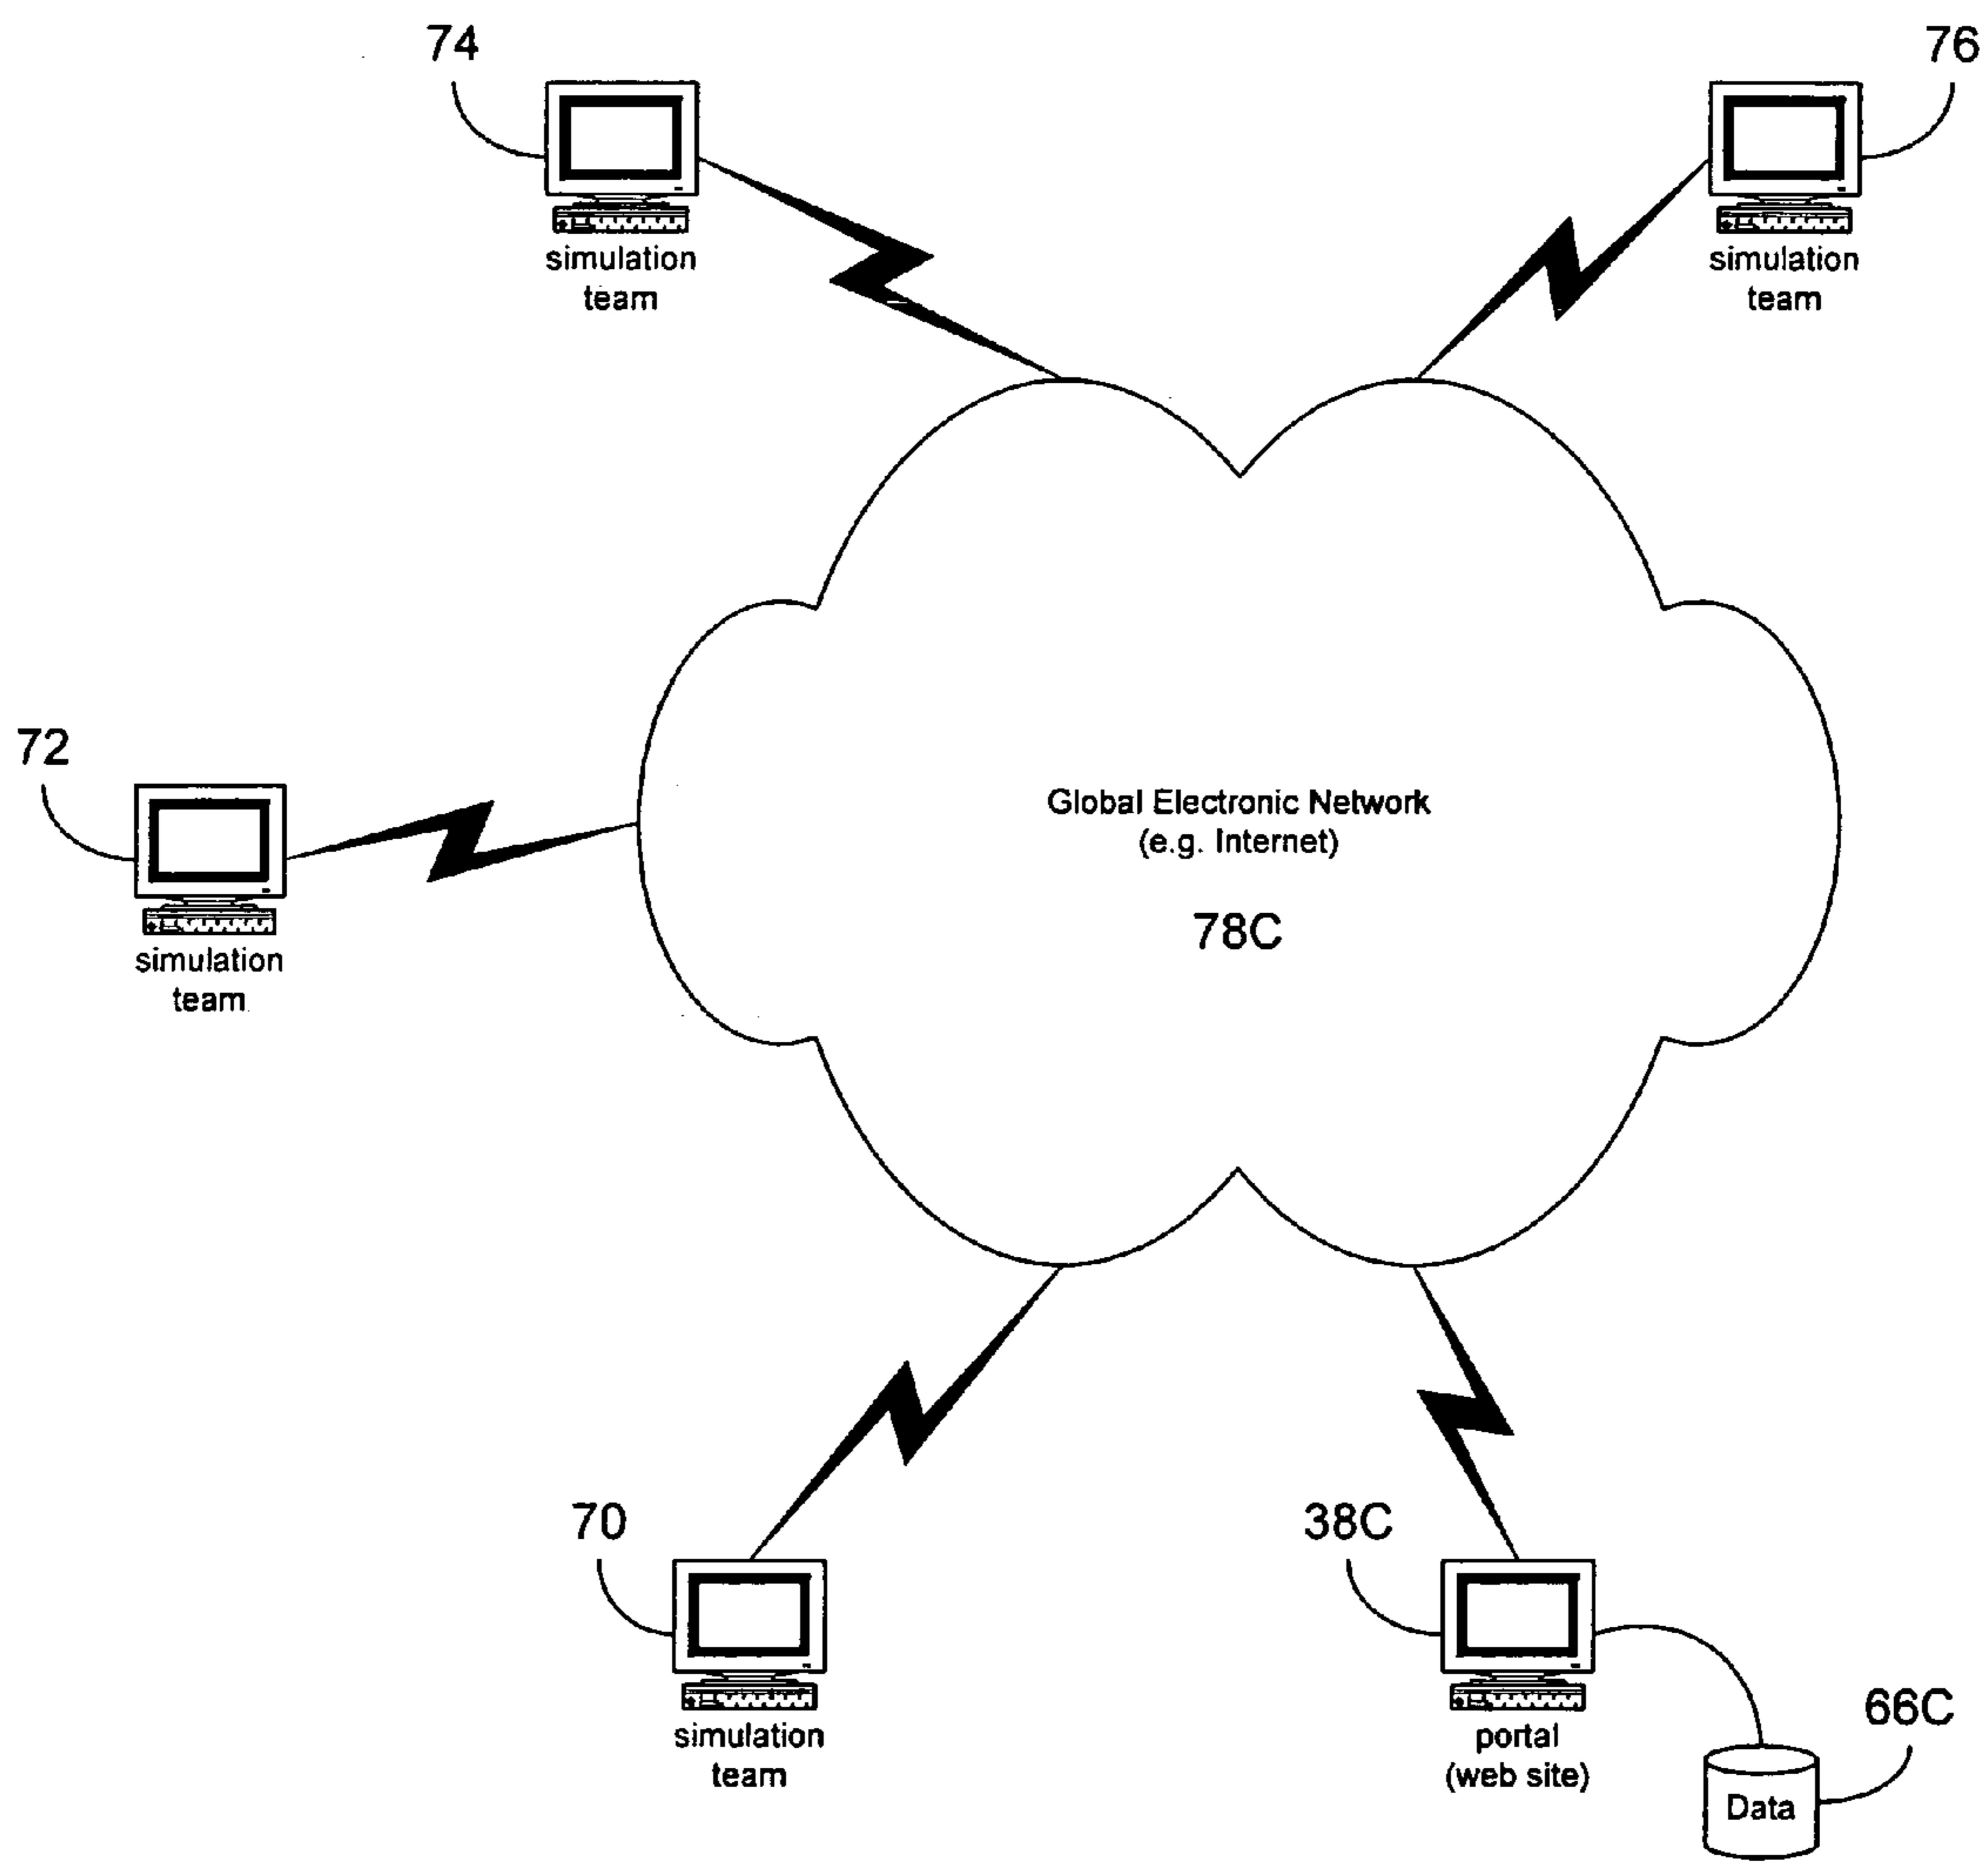 74
76
simulation
team
simulation
team
72
simulation
team
Global Electronic Network
(e.g. Internet)
78C
70
simulation
team
38C
portal
(web site)
66C
Data